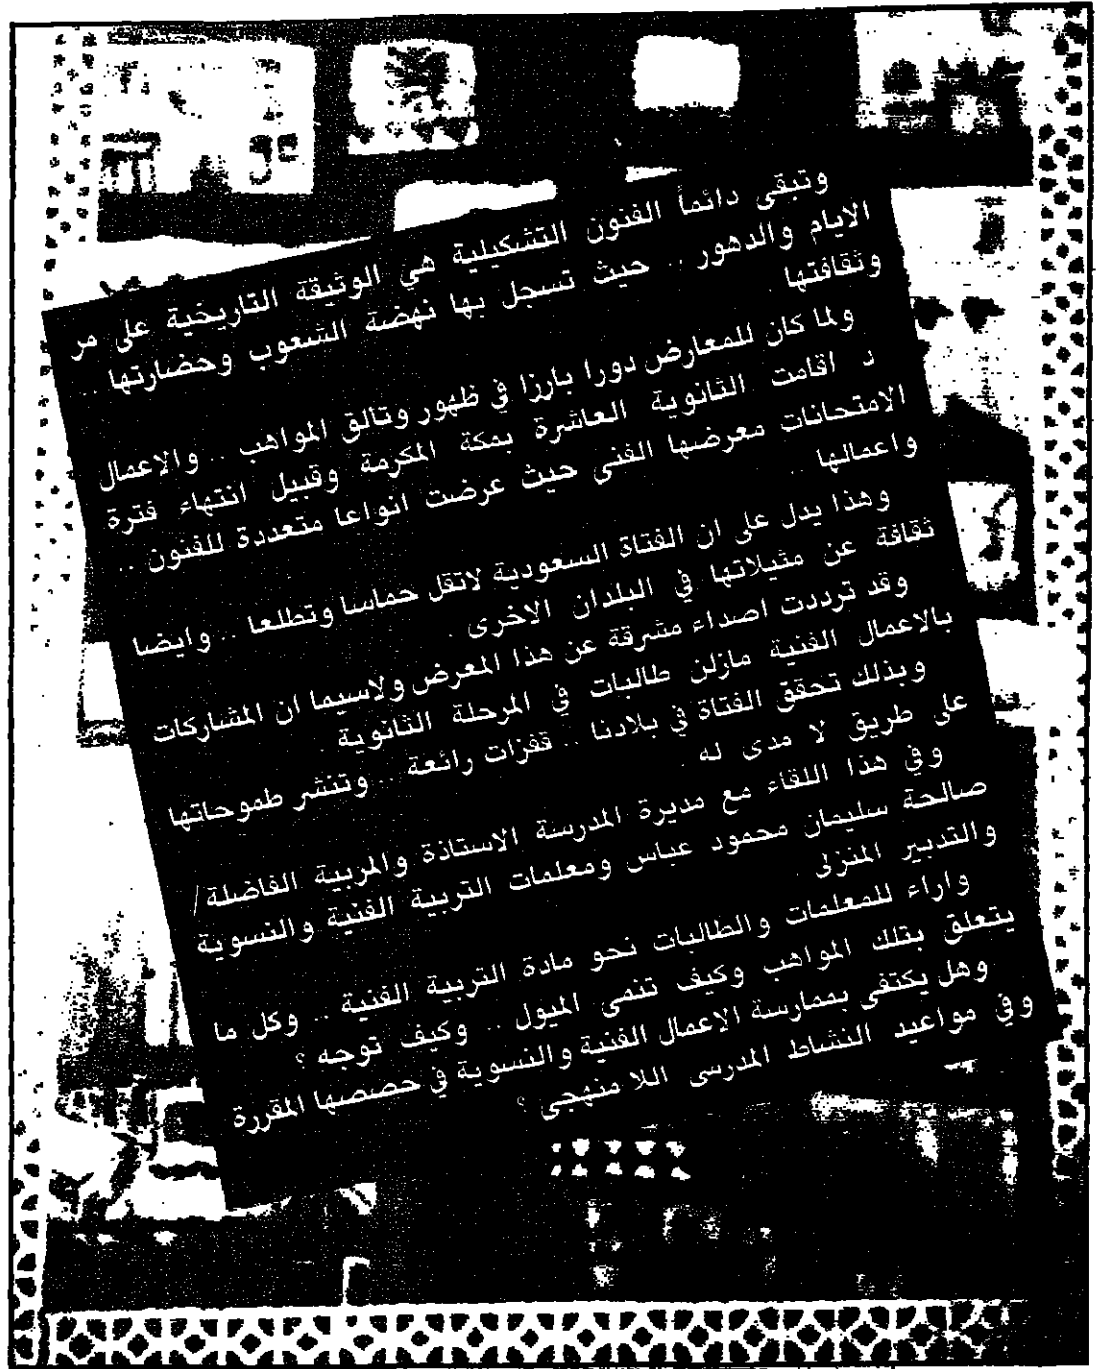 وتبقى دائماً الفنون التشكيلية هي الوثيقة التاريخية على مر
الايام والدهور .. حيث تسجل بها نهضة الشعوب وحضارتها ..
وثقافتها .
ولما كان للمعارض دورا بارزا في ظهور وتالق المواهب .. والاعمال
د اقامت الثانوية العاشرة بمكة المكرمة وقبيل انتهاء فترة
الامتحانات معرضها الفنى حيث عرضت انواعا متعددة للفنون ..
واعمالها ..
وهذا يدل على ان الفتاة السعودية لاتقل حماسا وتطلعا .. وايضا
ثقافة عن مثيلاتها في البلدان الاخرى .
وقد ترددت اصداء مشرقة عن هذا المعرض ولاسيما ان المشاركات
بالاعمال الفنية مازلن طالبات في المرحلة الثانوية .
وبذلك تحقق الفتاة في بلادنا .. قفزات رائعة .. وتنشر طموحاتها
على طريق لا مدى له .
وفي هذا اللقاء مع مديرة المدرسة الاستاذة والمربية الفاضلة/
صالحة سليمان محمود عباس ومعلمات التربية الفنية والنسوية
والتدبير المنزلى .
واراء للمعلمات والطالبات نحو مادة التربية الفنية .. وكل ما
يتعلق بتلك المواهب وكيف تنمى الميول .. وكيف توجه ؟
وهل يكتفى بممارسة الاعمال الفنية والنسوية في حصصها المقررة
وفي مواعيد النشاط المدرسى اللا منهجى ؟